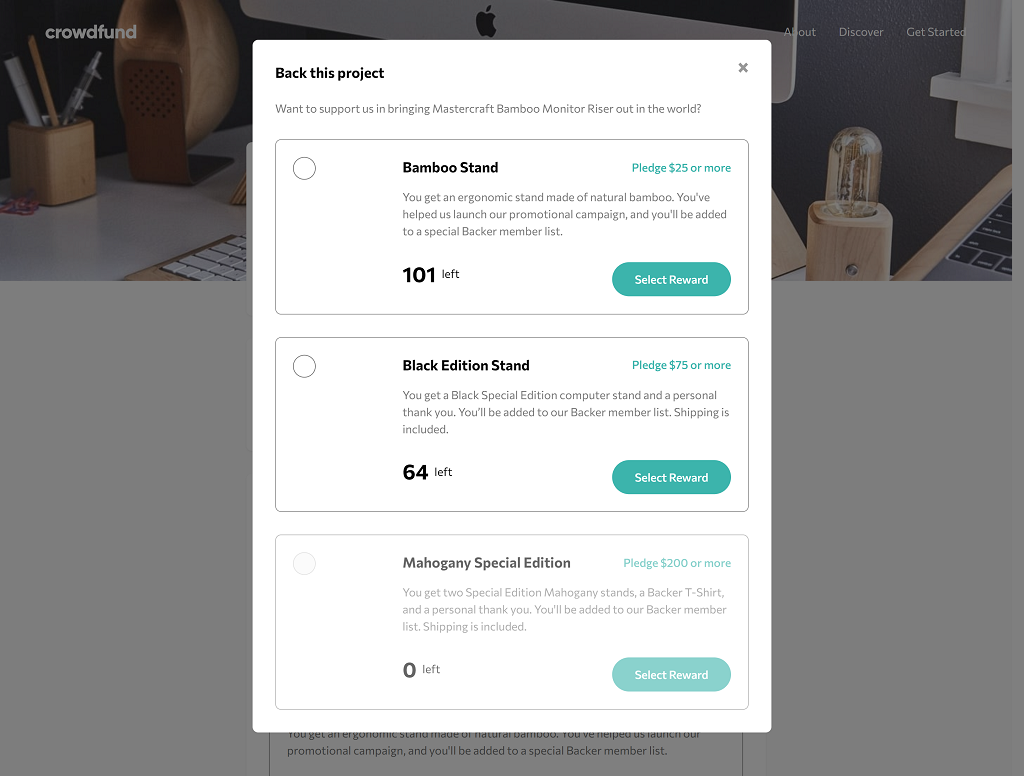 crowdfund
About
Discover
Get Started
Back this project
Want to support us in bringing Mastercraft Bamboo Monitor Riser out in the world?
Bamboo Stand
Pledge $25 or more
You get an ergonomic stand made of natural bamboo. You've
helped us launch our promotional campaign, and you'll be added
to a special Backer member list.
101 left
Select Reward
Black Edition Stand
Pledge $75 or more
You get a Black Special Edition computer stand and a personal
thank you. You'll be added to our Backer member list. Shipping is
included.
64 left
Select Reward
Mahogany Special Edition
Pledge $200 or more
You get two Special Edition Mahogany stands, a Backer T-Shirt,
and a personal thank you. You'll be added to our Backer member
list. Shipping is included.
0 left
Select Reward
You get an ergonomic stand made of natural bamboo. You've helped us launch our
promotional campaign, and you'll be added to a special Backer member list.